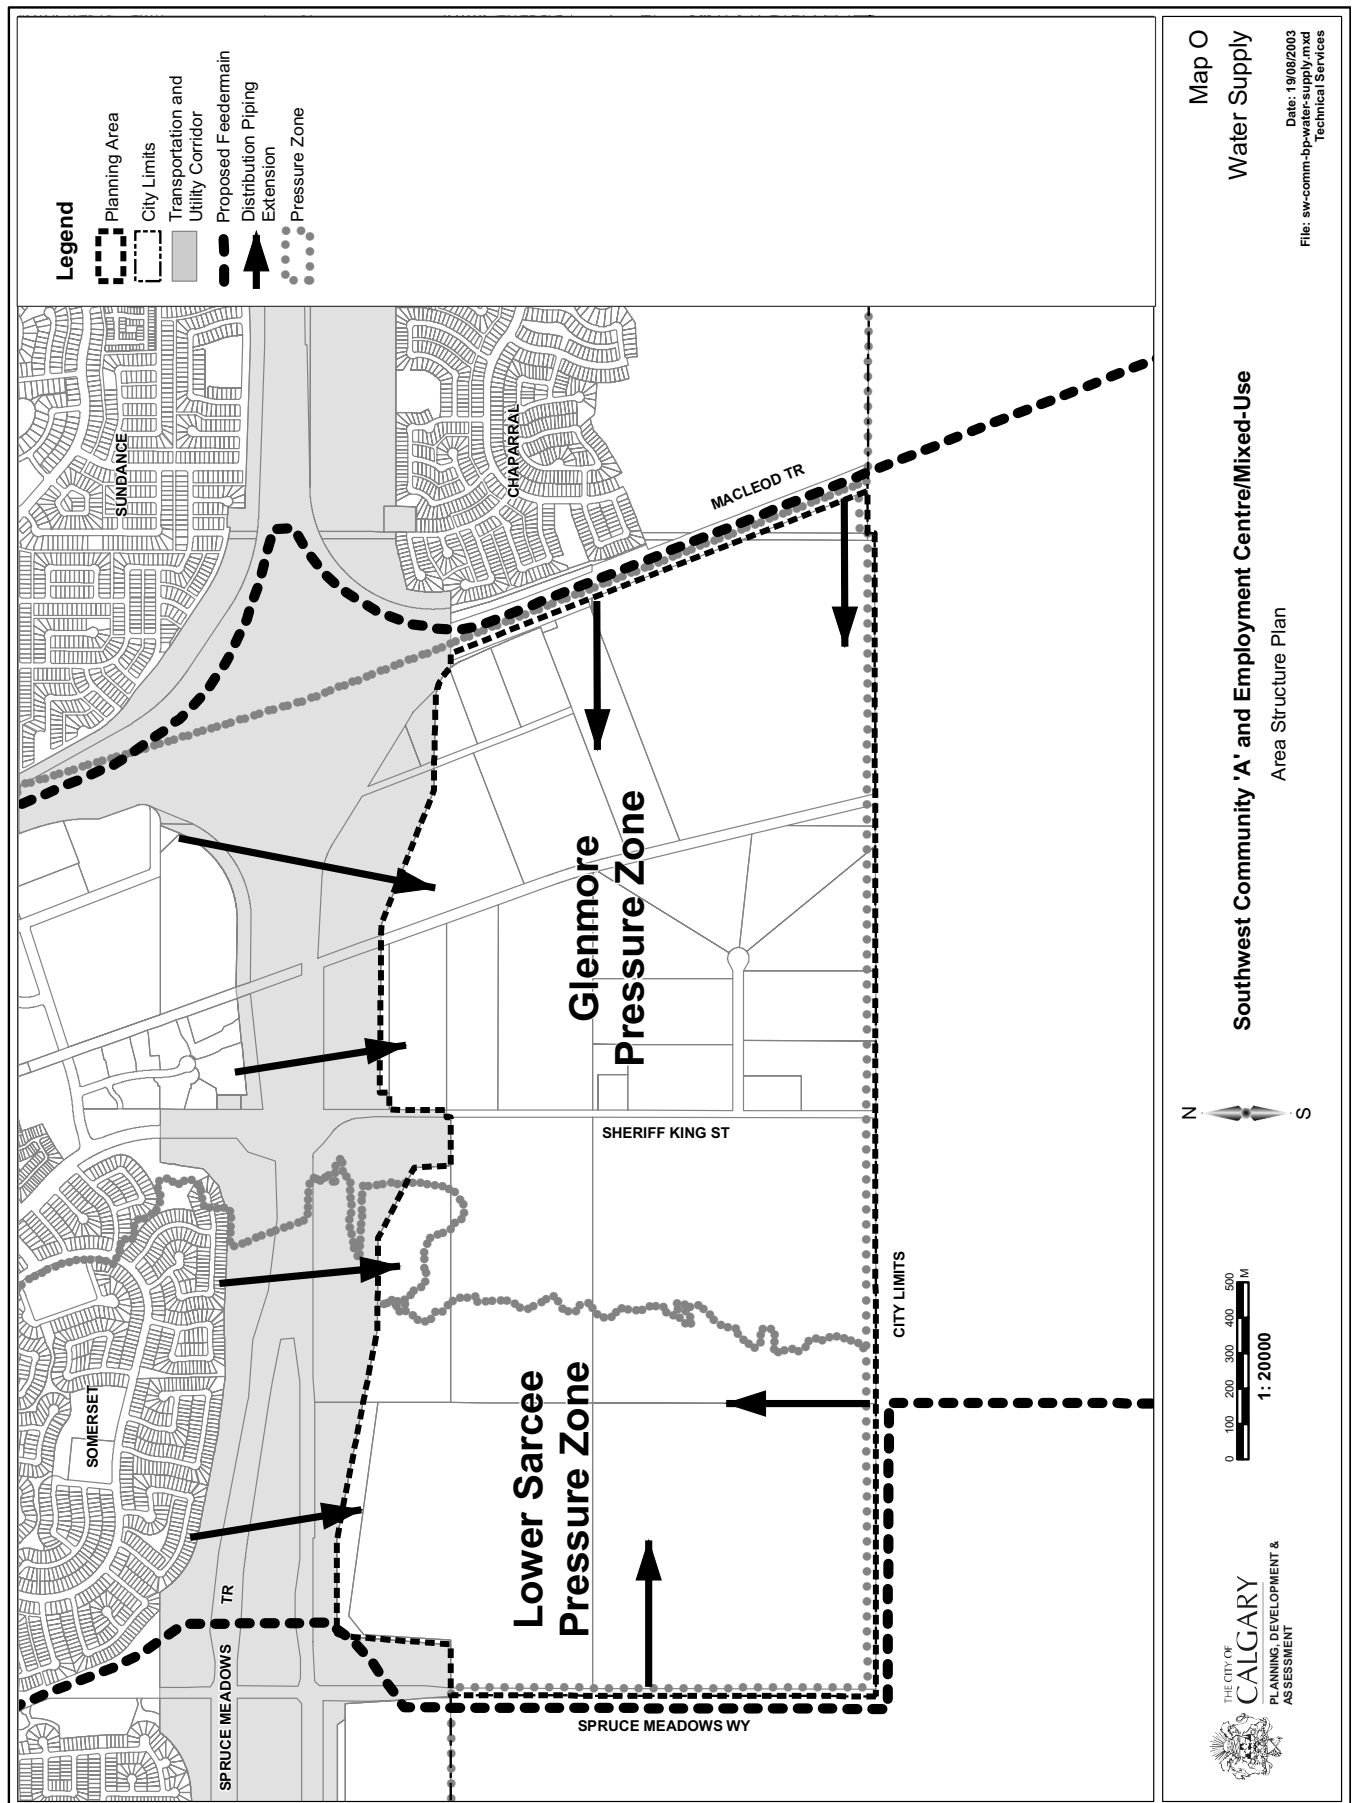 Legend
Planning Area
City Limits
Transportation and
Utility Corridor
Proposed Feedermain
Distribution Piping
Extension
Pressure Zone
SUNDANCE
CHAPARRAL
MACLEOD TR
Glenmore
Pressure Zone
SHERIFF KING ST
SOMERSET
Lower Sarcee
Pressure Zone
CITY LIMITS
SPRUCE MEADOWS TR
SPRUCE MEADOWS WY
THE CITY OF
CALGARY
PLANNING, DEVELOPMENT &
ASSESSMENT
0 100 200 300 400 500
M
1: 20000
N
S
Southwest Community 'A' and Employment Centre/Mixed-Use
Area Structure Plan
Map O
Water Supply
Date: 19/08/2003
File: sw-comm-bp-water-supply.mxd
Technical Services